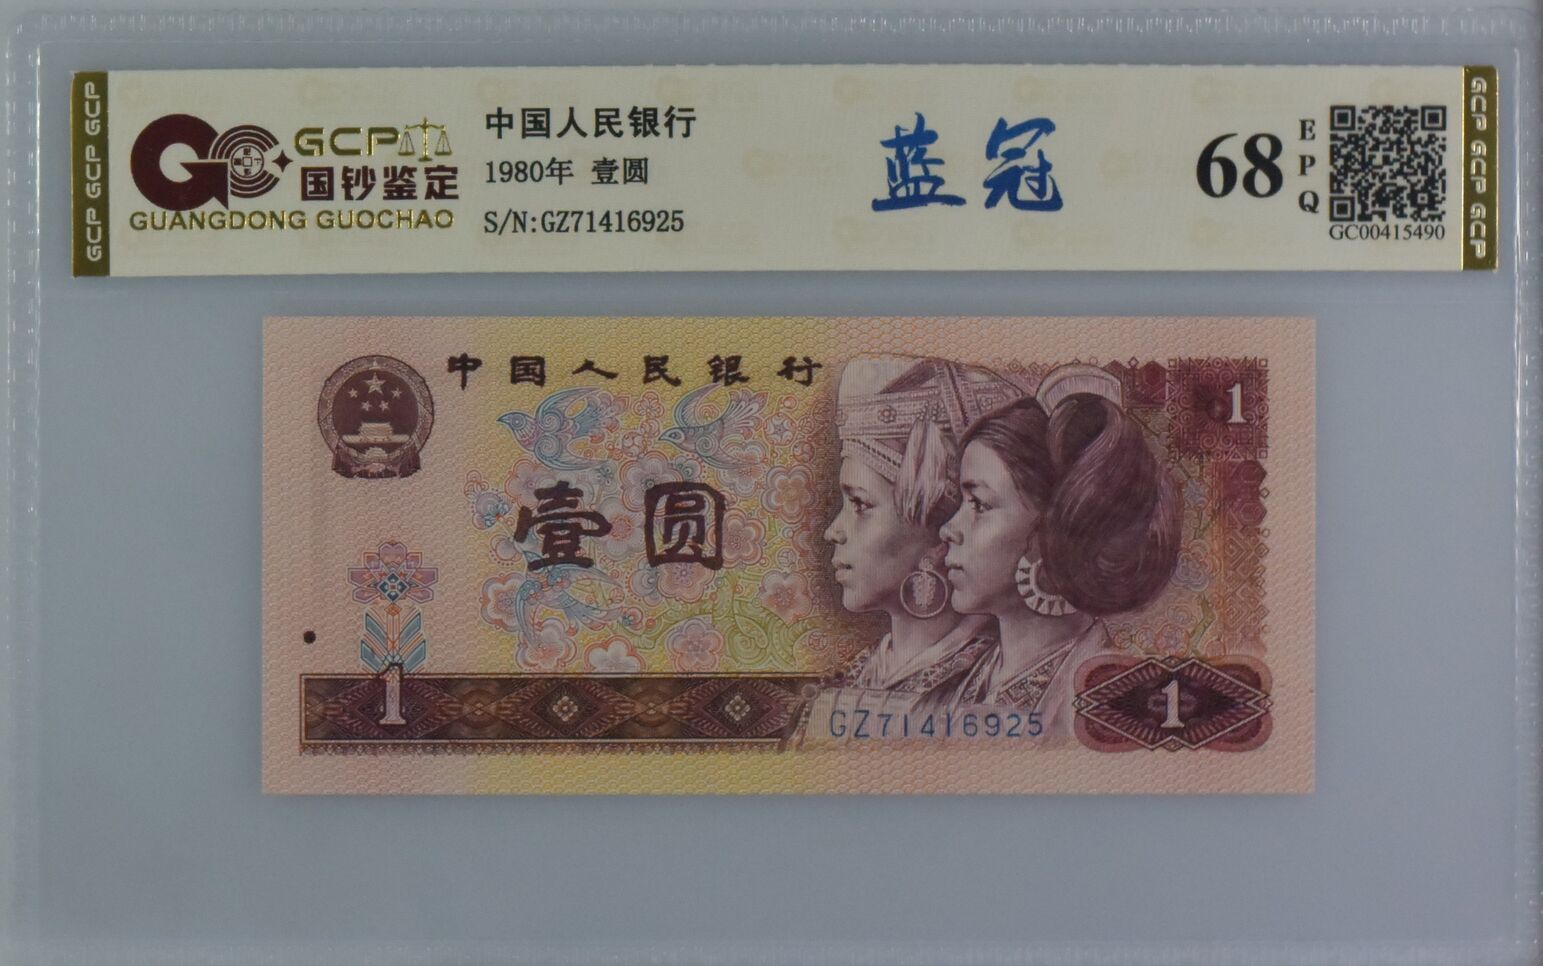 GCP GCP GCP
GCP
国钞鉴定
GUANGDONG GUOCHAO
中国人民银行
1980年 壹圆
S/N:GZ71416925
蓝冠
68
EPQ
GC00415490
GCP GCP GCP
中国人民银行
1
壹圆
1
GZ71416925
1